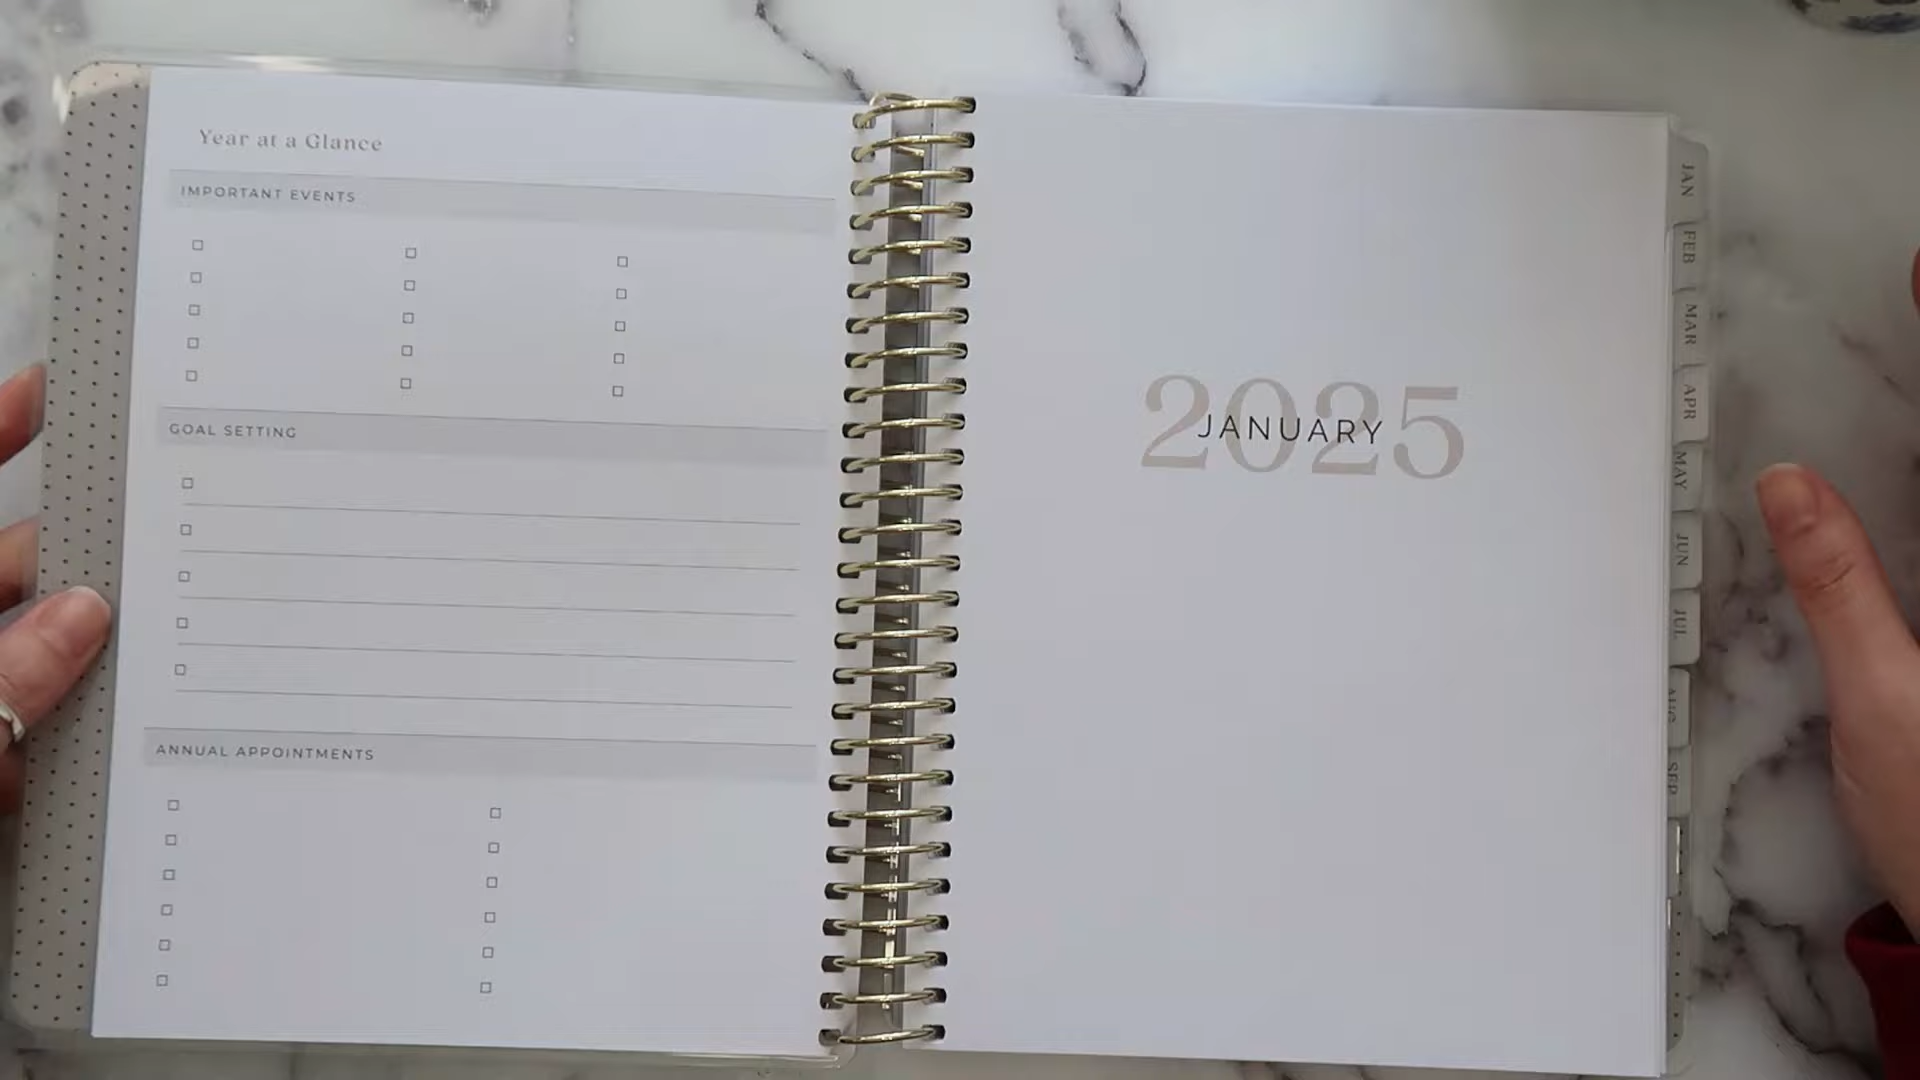 Year at a Glance
IMPORTANT EVENTS
GOAL SETTING
ANNUAL APPOINTMENTS
2025
JANUARY
JAN
FEB
MAR
APR
MAY
JUN
JUL
AUG
SEP